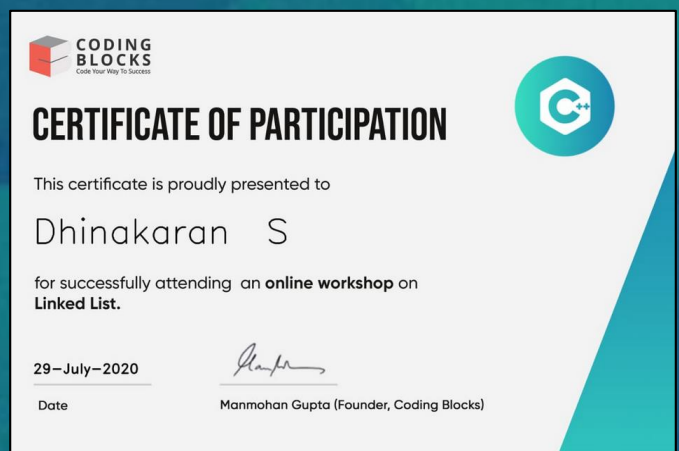 CODING
BLOCKS
Code Your Way To Success
C++
CERTIFICATE OF PARTICIPATION
This certificate is proudly presented to
Dhinakaran S
for successfully attending an online workshop on
Linked List.
29-July-2020
Date
Manmohan Gupta (Founder, Coding Blocks)